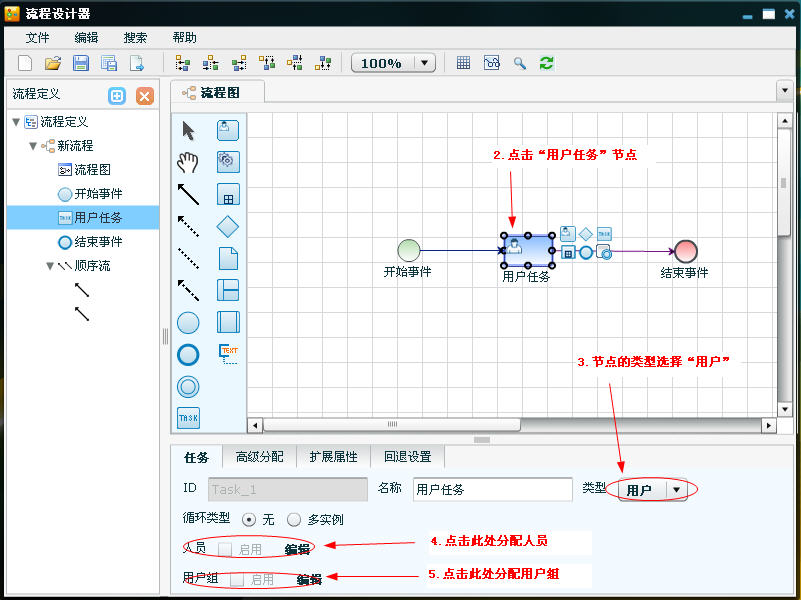 流程设计器
文件 编辑 搜索 帮助
100%
流程定义
流程图
流程定义
新流程
流程图
开始事件
TASK 用户任务
结束事件
顺序流
TEXT
TASK
2.点击“用户任务”节点
TASK
开始事件
用户任务
结束事件
3.节点的类型选择“用户”
任务 高级分配 扩展属性 回退设置
ID Task_1 名称 用户任务 类型 用户
循环类型 无 多实例
人员 启用 编辑
4.点击此处分配人员
用户组 启用 编辑
5.点击此处分配用户组